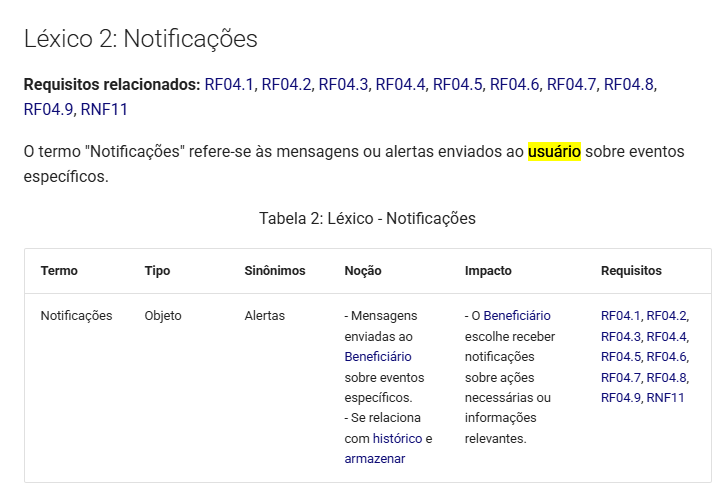 Léxico 2: Notificações
Requisitos relacionados: RF04.1, RF04.2, RF04.3, RF04.4, RF04.5, RF04.6, RF04.7, RF04.8,
RF04.9, RNF11
O termo "Notificações" refere-se às mensagens ou alertas enviados ao usuário sobre eventos
específicos.
Tabela 2: Léxico - Notificações
Termo Tipo Sinônimos Noção Impacto Requisitos
Notificações
Objeto
Alertas
- Mensagens
enviadas ao
Beneficiário
sobre eventos
específicos.
- Se relaciona
com histórico e
armazenar
- O Beneficiário
escolhe receber
notificações
sobre ações
necessárias ou
informações
relevantes.
RF04.1, RF04.2,
RF04.3, RF04.4,
RF04.5, RF04.6,
RF04.7, RF04.8,
RF04.9, RNF11